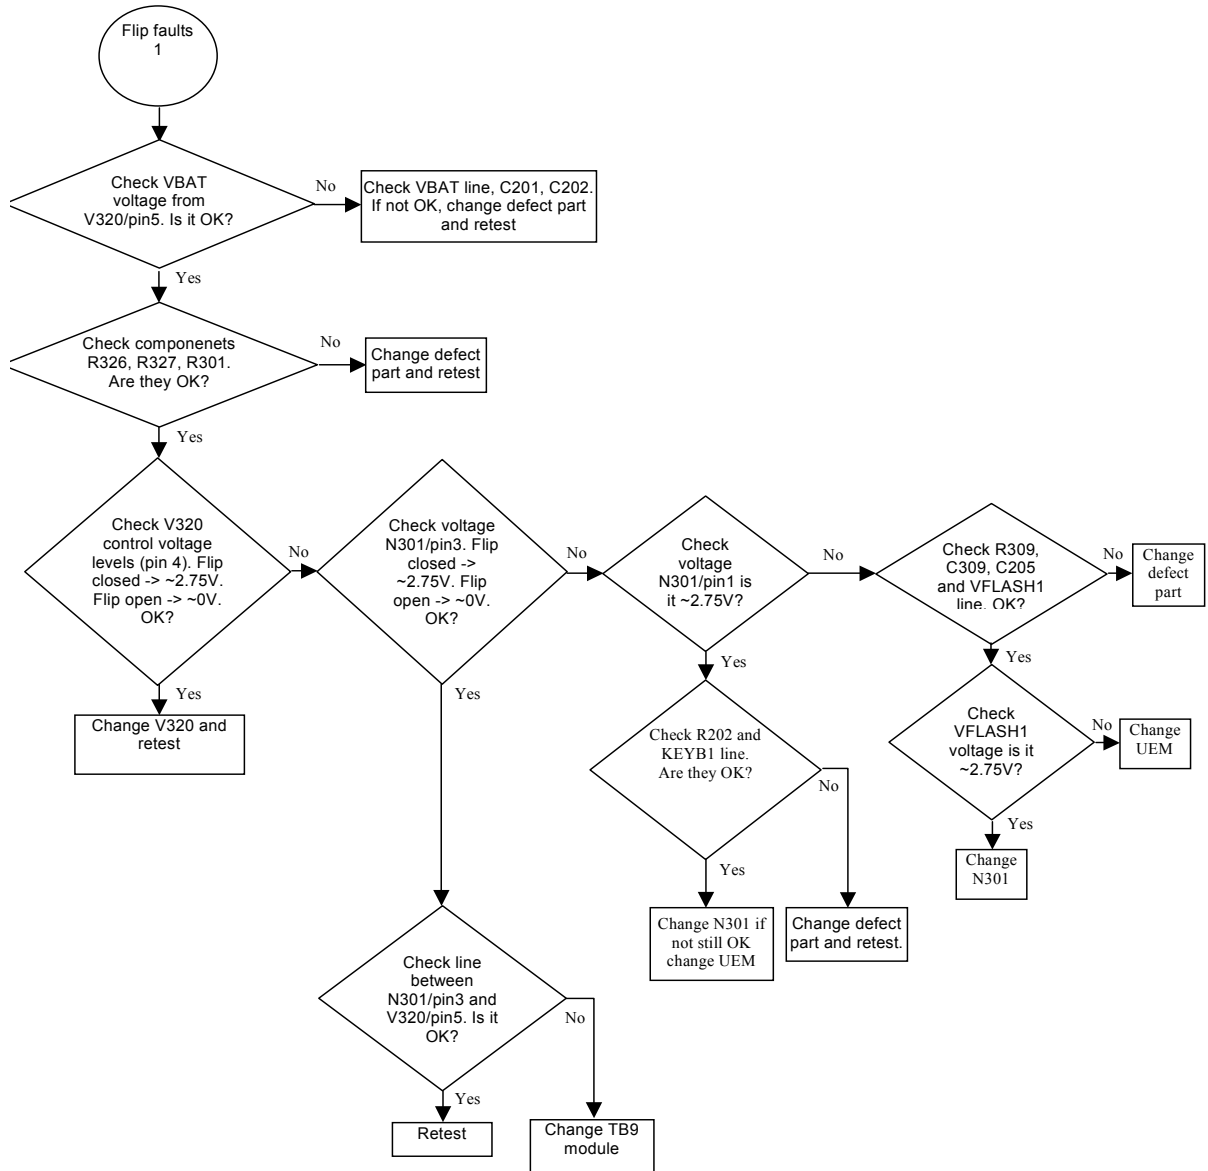 Flip faults
1
Check VBAT
voltage from
V320/pin5. Is it OK?
No
Check VBAT line, C201, C202.
If not OK, change defect part
and retest
Yes
Check componenets
R326, R327, R301.
Are they OK?
No
Change defect
part and retest
Yes
Check V320
control voltage
levels (pin 4). Flip
closed -> ~2.75V.
Flip open -> ~0V.
OK?
No
Check voltage
N301/pin3. Flip
closed ->
~2.75V. Flip
open -> ~0V.
OK?
No
Check
voltage
N301/pin1 is
it ~2.75V?
No
Check R309,
C309, C205
and VFLASH1
line. OK?
No
Change
defect
part
Yes
Change V320 and
retest
Yes
Yes
Check R202 and
KEYB1 line.
Are they OK?
No
Yes
Check
VFLASH1
voltage is it
~2.75V?
No
Change
UEM
Yes
Change
N301
Yes
Change N301 if
not still OK
change UEM
Change defect
part and retest.
Check line
between
N301/pin3 and
V320/pin5. Is it
OK?
No
Yes
Retest
Change TB9
module